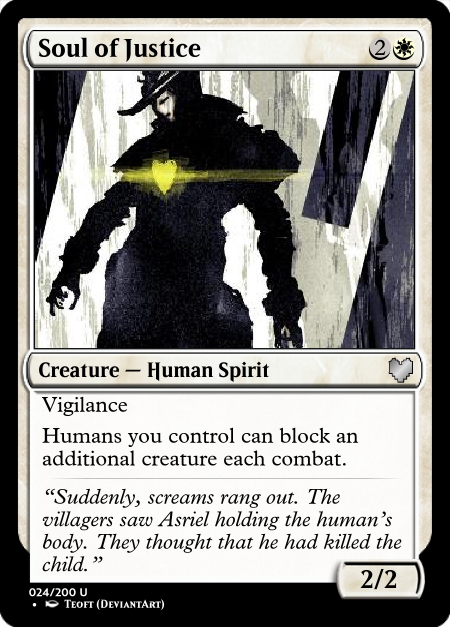 Soul of Justice 2
Creature — Human Spirit
Vigilance
Humans you control can block an
additional creature each combat.
“Suddenly, screams rang out. The
villagers saw Asriel holding the human’s
body. They thought that he had killed the
child.”
2/2
024/200 U
• Teoft (DeviantArt)